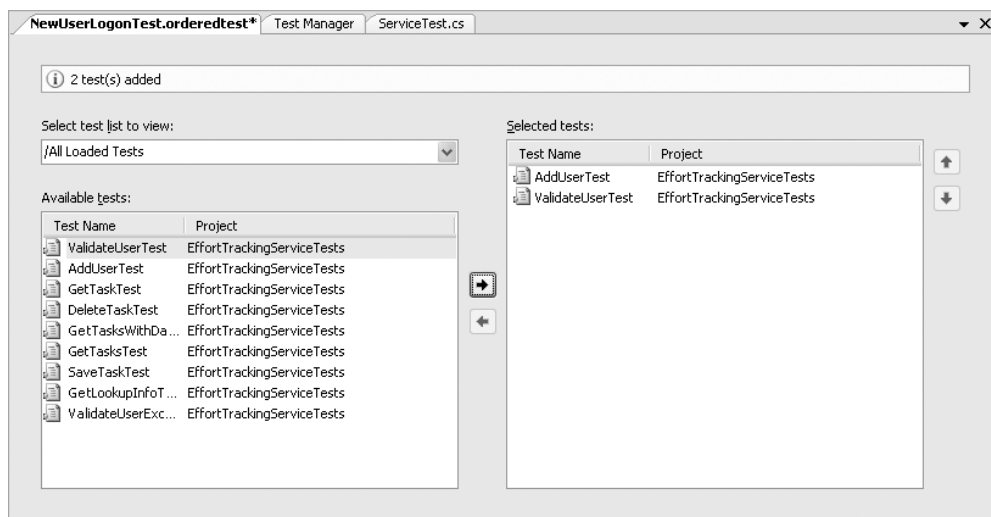 NewUserLogonTest.orderedtest* Test Manager ServiceTest.cs
2 test(s) added
Select test list to view:
/All Loaded Tests
Available tests:
Test Name Project
ValidateUserTest EffortTrackingServiceTests
AddUserTest EffortTrackingServiceTests
GetTaskTest EffortTrackingServiceTests
DeleteTaskTest EffortTrackingServiceTests
GetTasksWithDa... EffortTrackingServiceTests
GetTasksTest EffortTrackingServiceTests
SaveTaskTest EffortTrackingServiceTests
GetLookupInfoT... EffortTrackingServiceTests
ValidateUserExc... EffortTrackingServiceTests
Selected tests:
Test Name Project
AddUserTest EffortTrackingServiceTests
ValidateUserTest EffortTrackingServiceTests